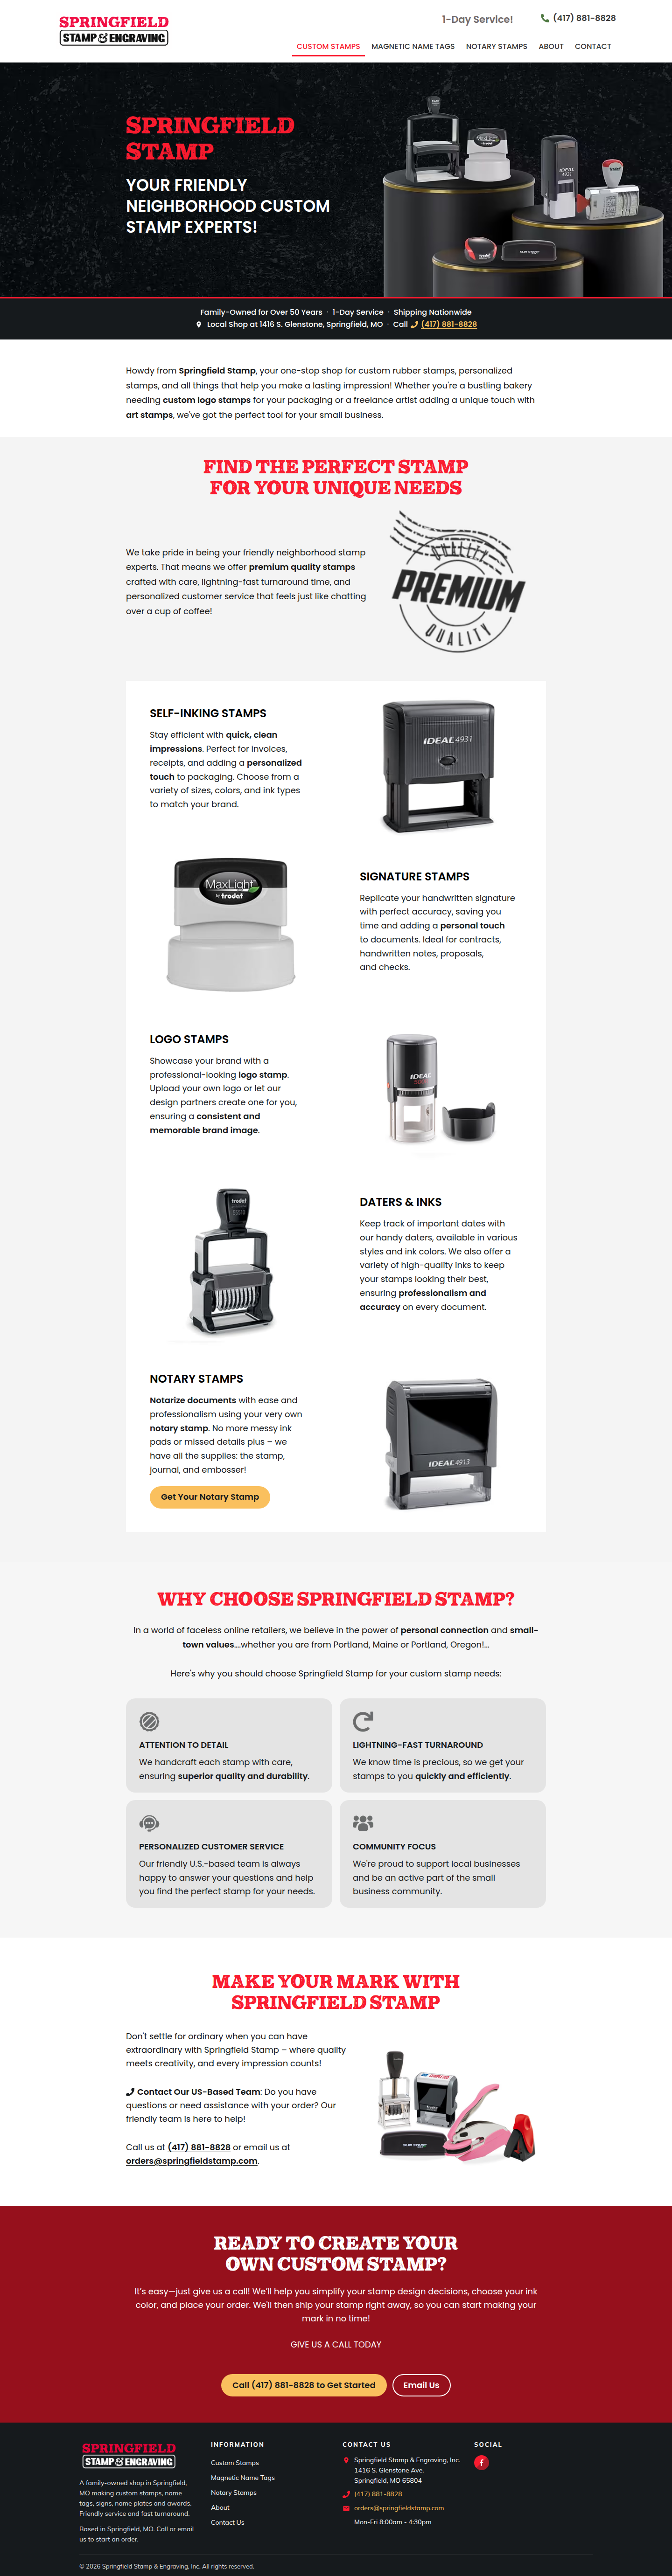 SPRINGFIELD
STAMP & ENGRAVING
1-Day Service!
(417) 881-8828
CUSTOM STAMPS
MAGNETIC NAME TAGS
NOTARY STAMPS
ABOUT
CONTACT
SPRINGFIELD
STAMP
YOUR FRIENDLY
NEIGHBORHOOD CUSTOM
STAMP EXPERTS!
Family-Owned for Over 50 Years · 1-Day Service · Shipping Nationwide
Local Shop at 1416 S. Glenstone, Springfield, MO · Call (417) 881-8828
Howdy from Springfield Stamp, your one-stop shop for custom rubber stamps, personalized
stamps, and all things that help you make a lasting impression! Whether you're a bustling bakery
needing custom logo stamps for your packaging or a freelance artist adding a unique touch with
art stamps, we've got the perfect tool for your small business.
FIND THE PERFECT STAMP
FOR YOUR UNIQUE NEEDS
We take pride in being your friendly neighborhood stamp
experts. That means we offer premium quality stamps
crafted with care, lightning-fast turnaround time, and
personalized customer service that feels just like chatting
over a cup of coffee!
QUALITY
PREMIUM
QUALITY
SELF-INKING STAMPS
Stay efficient with quick, clean
impressions. Perfect for invoices,
receipts, and adding a personalized
touch to packaging. Choose from a
variety of sizes, colors, and ink types
to match your brand.
IDEAL 4931
MaxLight
by trodat
SIGNATURE STAMPS
Replicate your handwritten signature
with perfect accuracy, saving you
time and adding a personal touch
to documents. Ideal for contracts,
handwritten notes, proposals,
and checks.
LOGO STAMPS
Showcase your brand with a
professional-looking logo stamp.
Upload your own logo or let our
design partners create one for you,
ensuring a consistent and
memorable brand image.
IDEAL
trodat
DATERS & INKS
Keep track of important dates with
our handy daters, available in various
styles and ink colors. We also offer a
variety of high-quality inks to keep
your stamps looking their best,
ensuring professionalism and
accuracy on every document.
NOTARY STAMPS
Notarize documents with ease and
professionalism using your very own
notary stamp. No more messy ink
pads or missed details plus – we
have all the supplies: the stamp,
journal, and embosser!
Get Your Notary Stamp
IDEAL 4913
WHY CHOOSE SPRINGFIELD STAMP?
In a world of faceless online retailers, we believe in the power of personal connection and small-
town values....whether you are from Portland, Maine or Portland, Oregon!...
Here's why you should choose Springfield Stamp for your custom stamp needs:
ATTENTION TO DETAIL
We handcraft each stamp with care,
ensuring superior quality and durability.
LIGHTNING-FAST TURNAROUND
We know time is precious, so we get your
stamps to you quickly and efficiently.
PERSONALIZED CUSTOMER SERVICE
Our friendly U.S.-based team is always
happy to answer your questions and help
you find the perfect stamp for your needs.
COMMUNITY FOCUS
We're proud to support local businesses
and be an active part of the small
business community.
MAKE YOUR MARK WITH
SPRINGFIELD STAMP
Don't settle for ordinary when you can have
extraordinary with Springfield Stamp – where quality
meets creativity, and every impression counts!
Contact Our US-Based Team: Do you have
questions or need assistance with your order? Our
friendly team is here to help!
Call us at (417) 881-8828 or email us at
orders@springfieldstamp.com.
READY TO CREATE YOUR
OWN CUSTOM STAMP?
It's easy—just give us a call! We'll help you simplify your stamp design decisions, choose your ink
color, and place your order. We'll then ship your stamp right away, so you can start making your
mark in no time!
GIVE US A CALL TODAY
Call (417) 881-8828 to Get Started
Email Us
SPRINGFIELD
STAMP & ENGRAVING
A family-owned shop in Springfield,
MO making custom stamps, name
tags, signs, name plates and awards.
Friendly service and fast turnaround.
Based in Springfield, MO. Call or email
us to start an order.
INFORMATION
Custom Stamps
Magnetic Name Tags
Notary Stamps
About
Contact Us
CONTACT US
Springfield Stamp & Engraving, Inc.
1416 S. Glenstone Ave.
Springfield, MO 65804
(417) 881-8828
orders@springfieldstamp.com
Mon-Fri 8:00am - 4:30pm
SOCIAL
© 2026 Springfield Stamp & Engraving, Inc. All rights reserved.